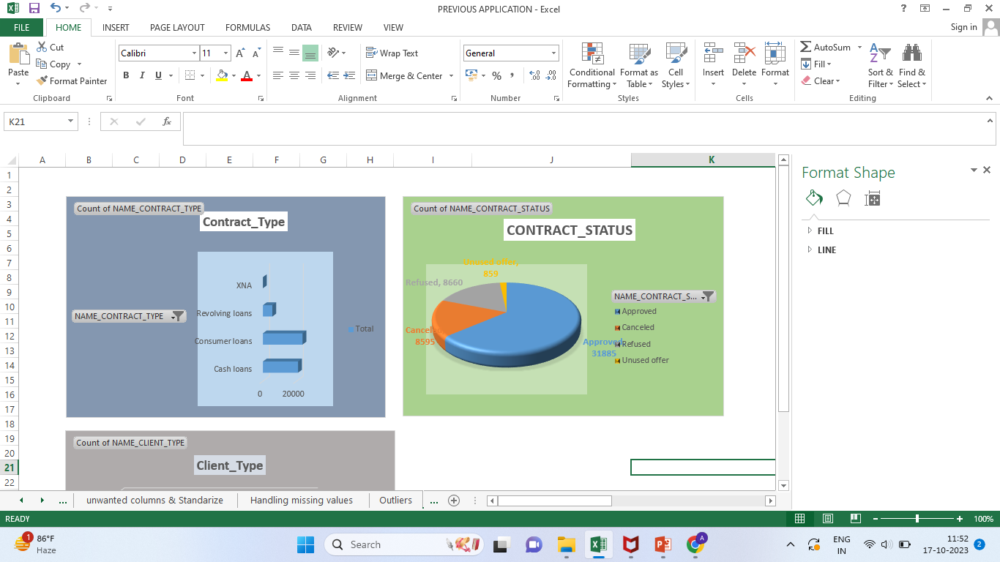 PREVIOUS APPLICATION - Excel
?
FILE HOME INSERT PAGE LAYOUT FORMULAS DATA REVIEW VIEW Sign in
Cut
Copy
Format Painter
Paste
Clipboard
Calibri 11
B I U
Font
Wrap Text
Merge & Center
Alignment
General
%
Number
Conditional Formatting
Format as Table
Cell Styles
Styles
Insert Delete Format
Cells
AutoSum
Fill
Clear
Sort & Filter
Find & Select
Editing
K21
fx
A B C D E F G H I J K
1
2
3
4
5
6
7
8
9
10
11
12
13
14
15
16
17
18
19
20
21
22
Count of NAME_CONTRACT_TYPE
Contract_Type
XNA
Revolving loans
Consumer loans
Cash loans
0 20000
NAME_CONTRACT_TYPE
Total
Count of NAME_CONTRACT_STATUS
CONTRACT_STATUS
Unused offer,
859
Refused, 8660
8595
Approved
31885
NAME_CONTRACT_S...
Approved
Canceled
Refused
Unused offer
Count of NAME_CLIENT_TYPE
Client_Type
Format Shape
FILL
LINE
... unwanted columns & Standarize Handling missing values Outliers ...
READY
100%
1
86°F
Haze
Search
A
ENG
IN
11:52
17-10-2023
2